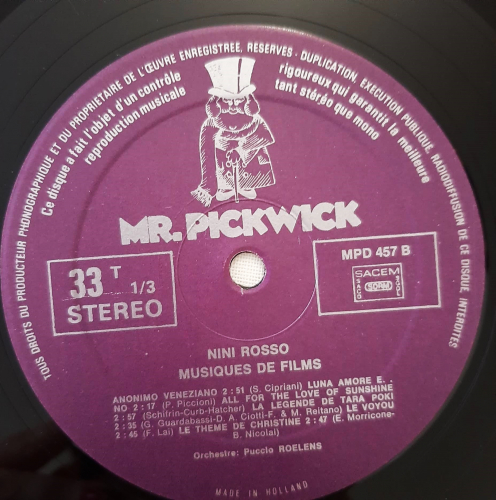 TOUS DROITS DU PRODUCTEUR PHONOGRAPHIQUE ET DU PROPRIETAIRE DE L'ŒUVRE ENREGISTREE, RESERVES - DUPLICATION, EXECUTION PUBLIQUE, RADIODIFFUSION DE CE DISQUE, INTERDITES
Ce disque a fait l'objet d'un contrôle rigoureux qui garantit la meilleure
reproduction musicale tant stéréo que mono
MR. PICKWICK
33 T 1/3
STEREO
MPD 457 B
SACEM
SACD
SDRM
SGDL
NINI ROSSO
MUSIQUES DE FILMS
ANONIMO VENEZIANO 2 : 51 (S. Cipriani) LUNA AMORE E. .
NO 2 : 17 (P. Piccioni) ALL FOR THE LOVE OF SUNSHINE
2 : 57 (Schifrin-Curb-Hatcher) LA LEGENDE DE TARA POKI
2 : 35 (G. Guardabassi-D. A. Ciotti-F. & M. Reitano) LE VOYOU
2 : 45 (F. Lai) LE THEME DE CHRISTINE 2 : 47 (E. Morricone-
B. Nicolai)
Orchestre: Puccio ROELENS
MADE IN HOLLAND